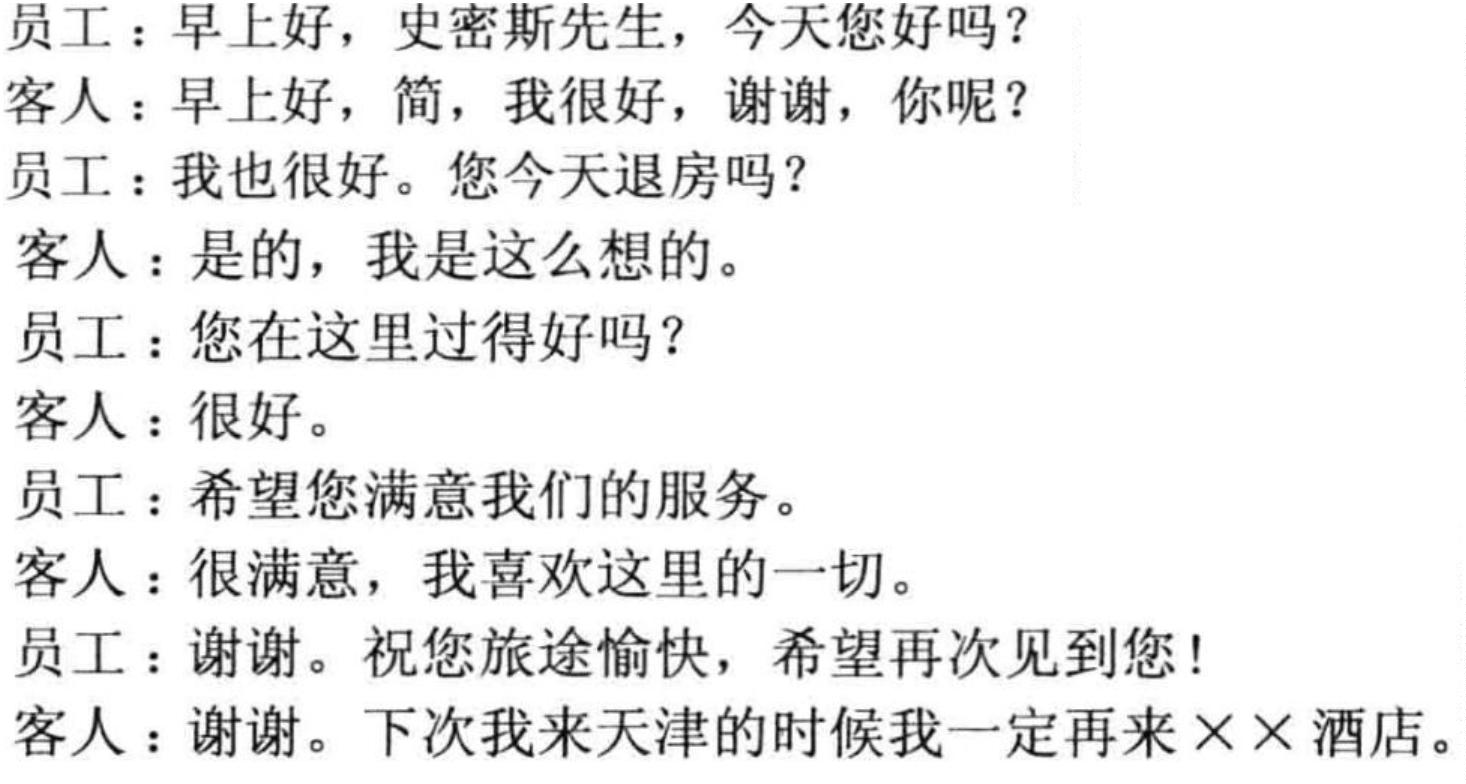 员工：早上好，史密斯先生，今天您好吗？
客人：早上好，简，我很好，谢谢，你呢？
员工：我也很好。您今天退房吗？
客人：是的，我是这么想的。
员工：您在这里过得好吗？
客人：很好。
员工：希望您满意我们的服务。
客人：很满意，我喜欢这里的一切。
员工：谢谢。祝您旅途愉快，希望再次见到您！
客人：谢谢。下次我来天津的时候我一定再来××酒店。